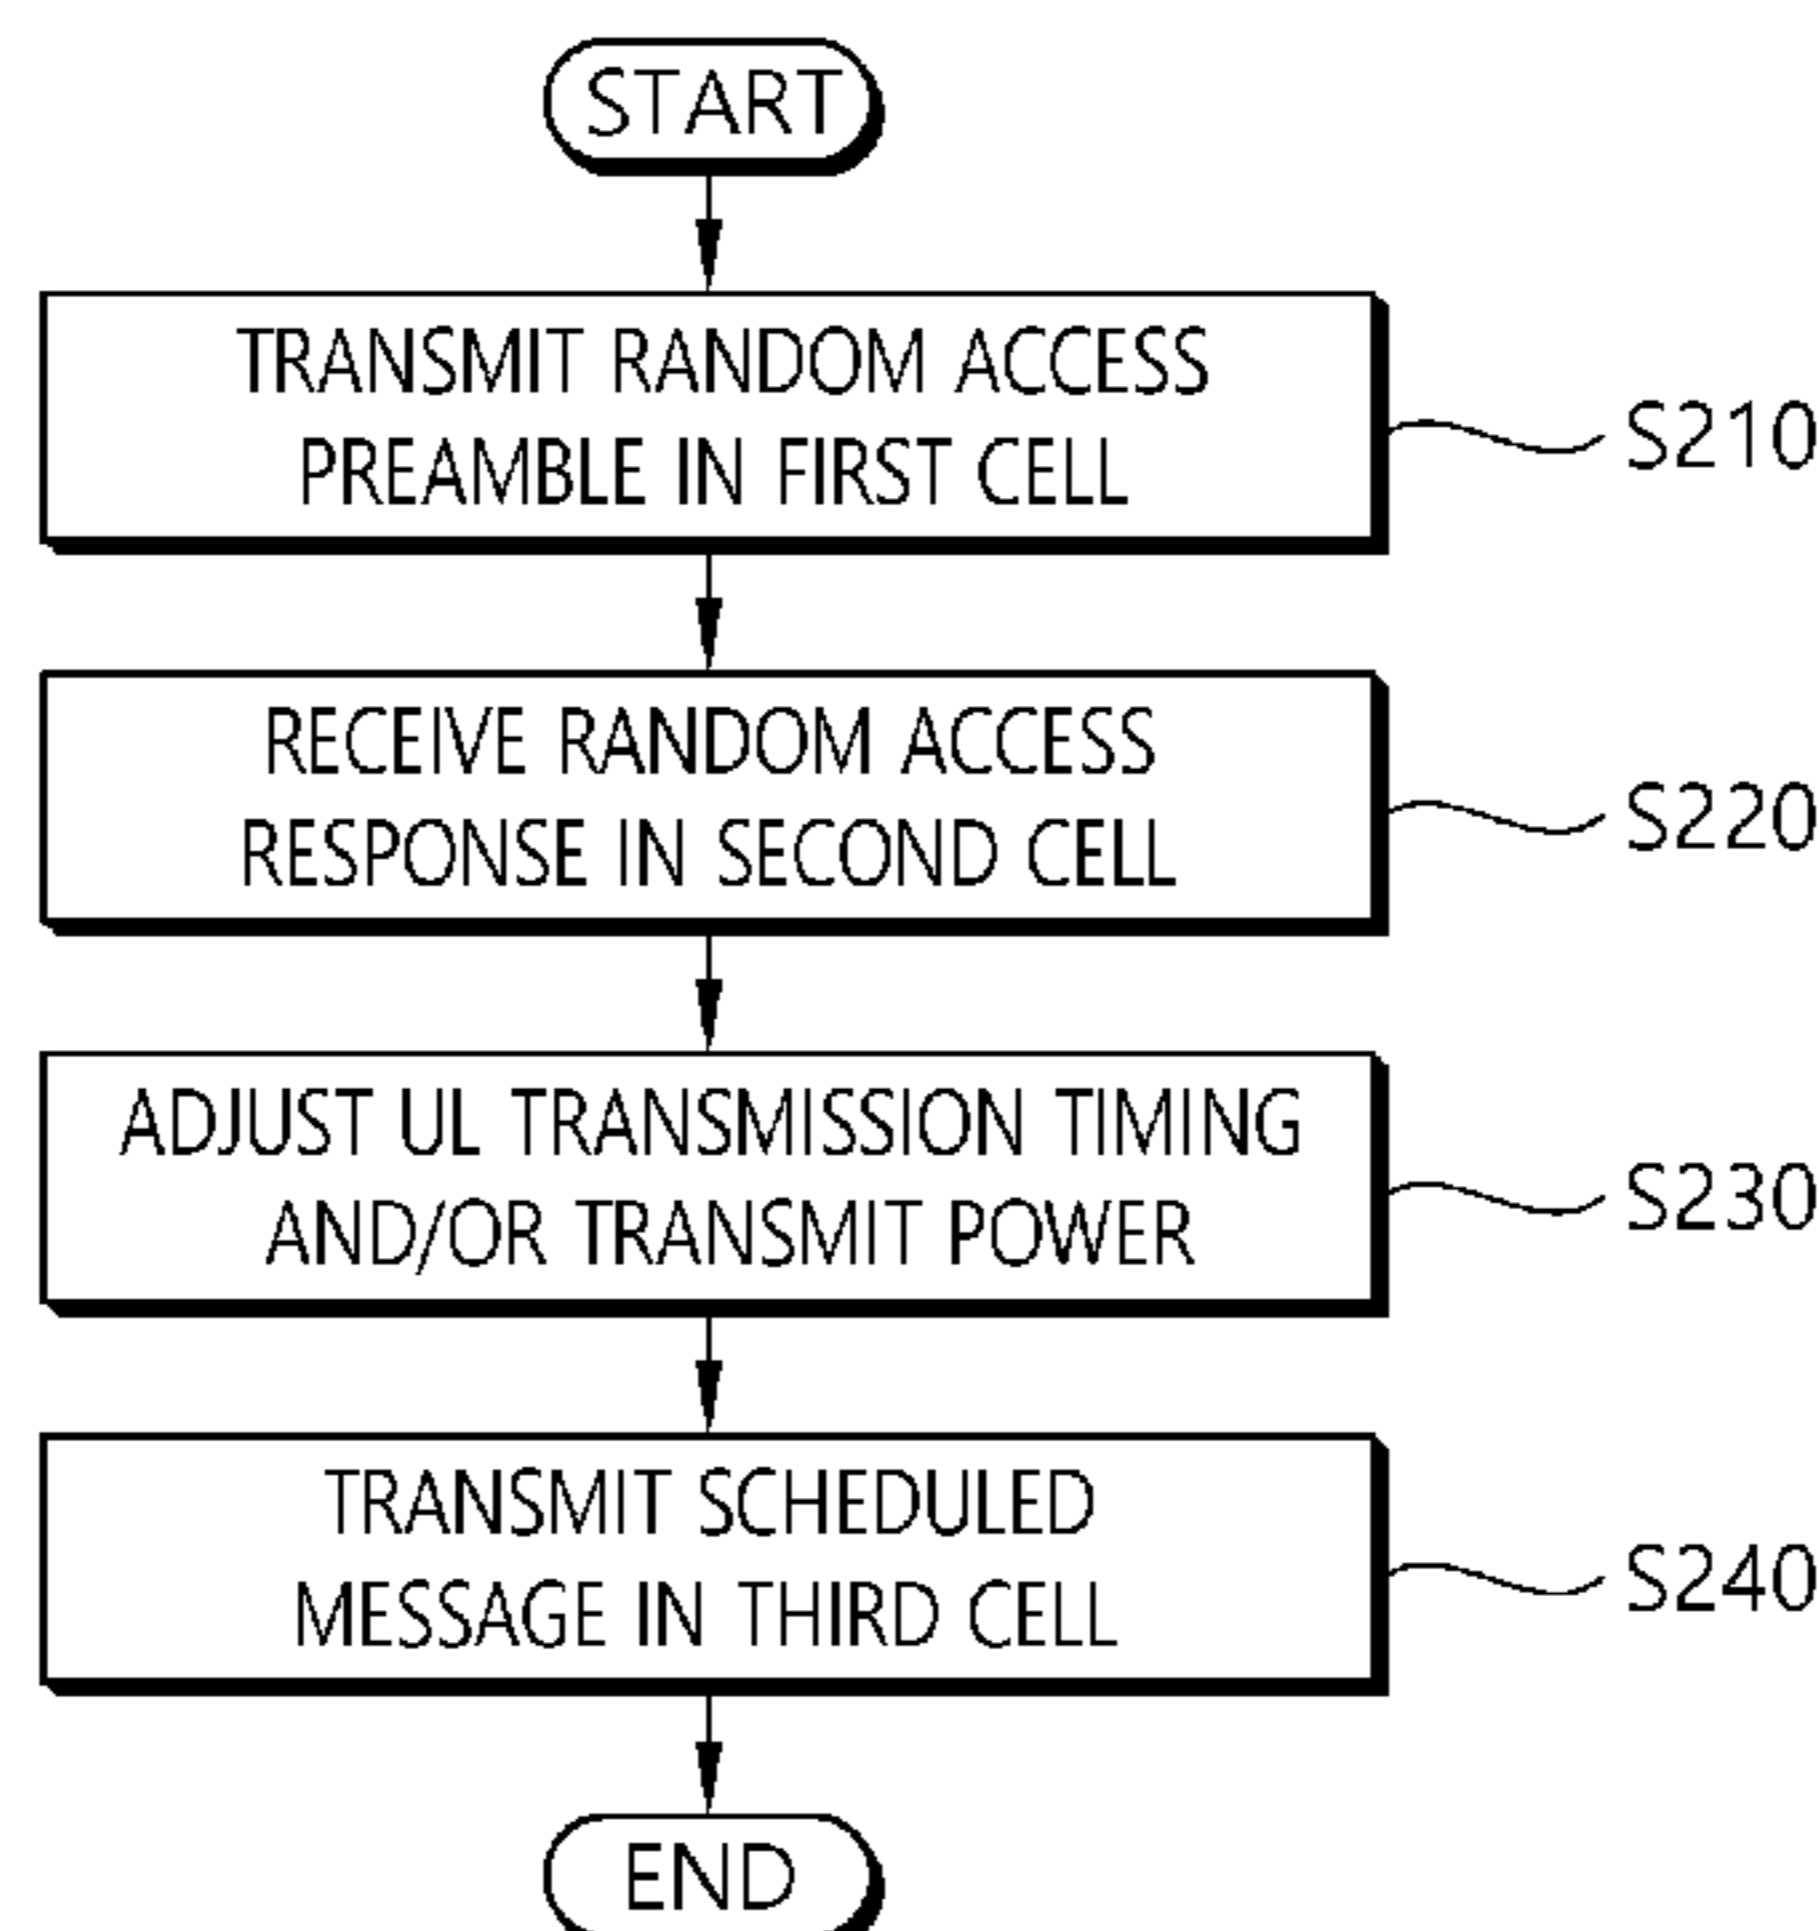 START
TRANSMIT RANDOM ACCESS
PREAMBLE IN FIRST CELL
S210
RECEIVE RANDOM ACCESS
RESPONSE IN SECOND CELL
S220
ADJUST UL TRANSMISSION TIMING
AND/OR TRANSMIT POWER
S230
TRANSMIT SCHEDULED
MESSAGE IN THIRD CELL
S240
END